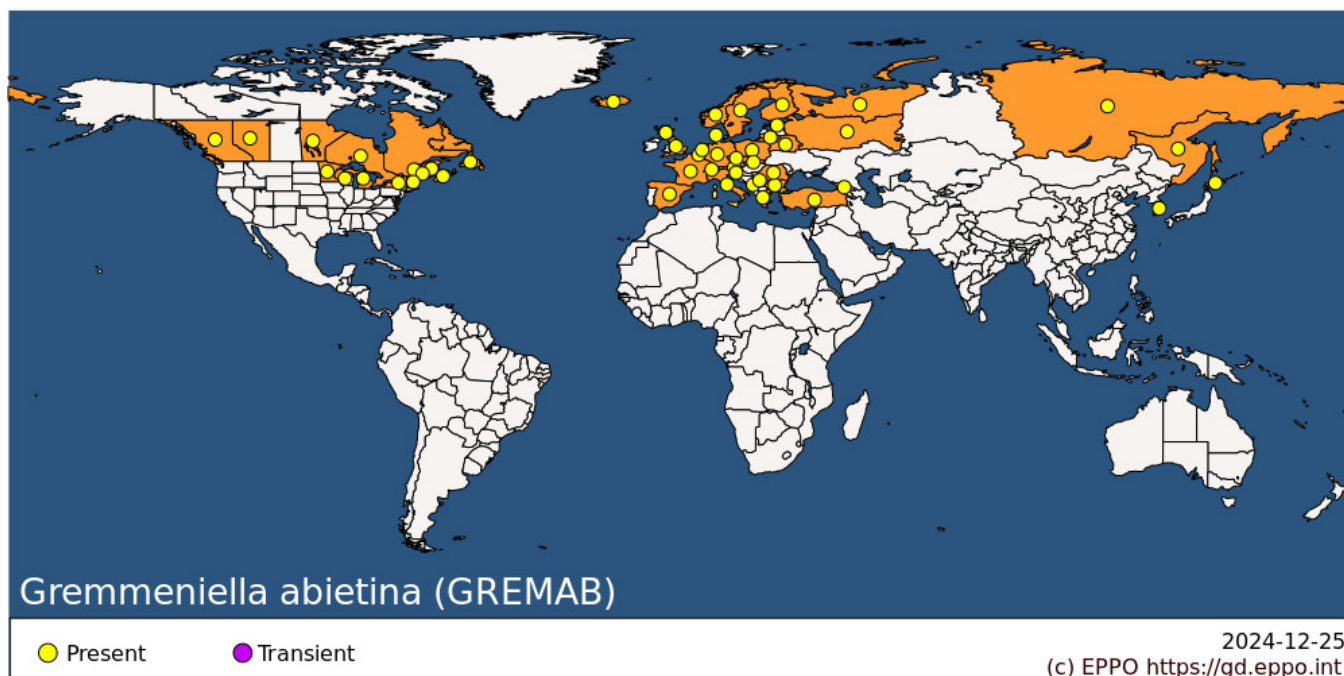 Gremmeniella abietina (GREMAB)
Present
Transient
2024-12-25
(c) EPPO https://gd.eppo.int